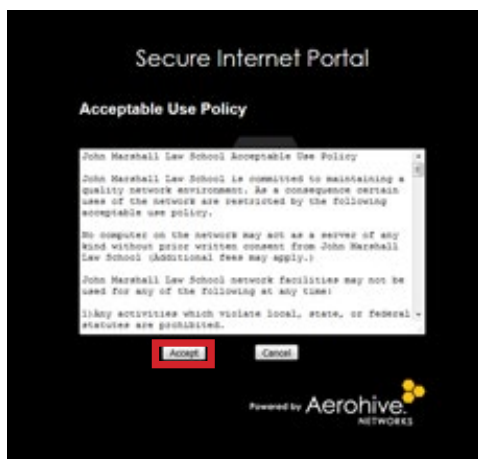 Secure Internet Portal
Acceptable Use Policy
John Marshall Law School Acceptable Use Policy
John Marshall Law School is committed to maintaining a
quality network environment. As a consequence certain
uses of the network are restricted by the following
acceptable use policy.
No computer on the network may act as a server of any
kind without prior written consent from John Marshall
Law School (Additional fees may apply.)
John Marshall Law School network facilities may not be
used for any of the following at any time:
1)Any activities which violate local, state, or federal
statutes are prohibited.
Accept Cancel
Powered by Aerohive
NETWORKS